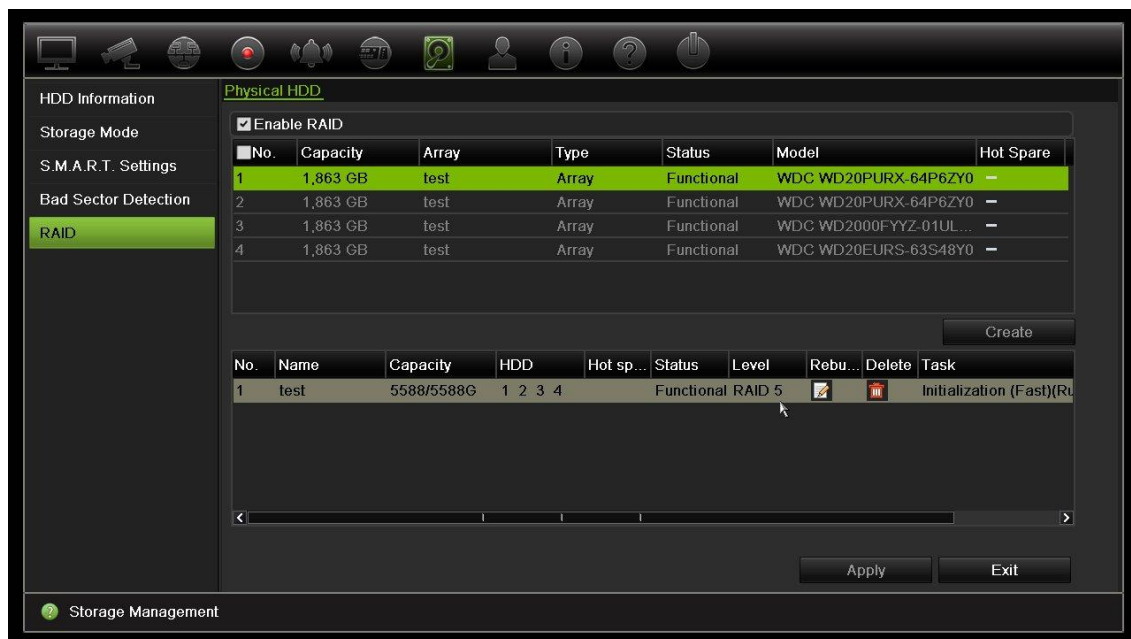 HDD Information
Storage Mode
S.M.A.R.T. Settings
Bad Sector Detection
RAID
Physical HDD
Enable RAID
No. Capacity Array Type Status Model Hot Spare
1 1,863 GB test Array Functional WDC WD20PURX-64P6ZY0 —
2 1,863 GB test Array Functional WDC WD20PURX-64P6ZY0 —
3 1,863 GB test Array Functional WDC WD2000FYYZ-01UL... —
4 1,863 GB test Array Functional WDC WD20EURS-63S48Y0 —
Create
No. Name Capacity HDD Hot sp... Status Level Rebu... Delete Task
1 test 5588/5588G 1 2 3 4 Functional RAID 5 Initialization (Fast)(Ru
Apply Exit
? Storage Management